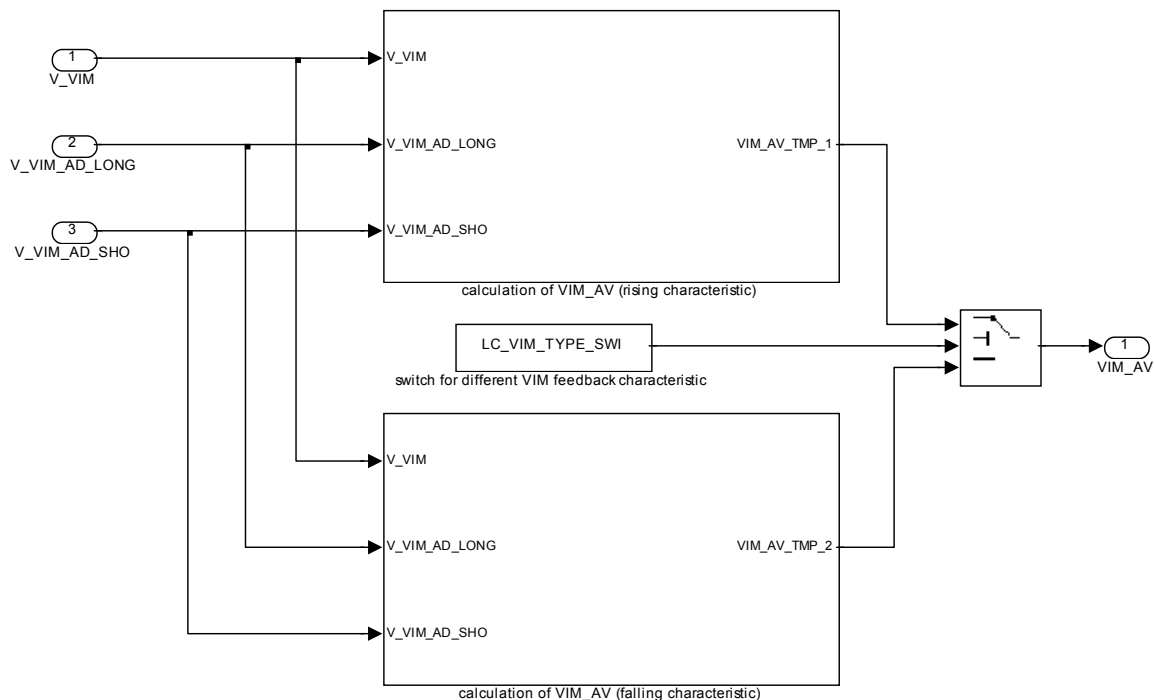 1
V_VIM
2
V_VIM_AD_LONG
3
V_VIM_AD_SHO
V_VIM
V_VIM_AD_LONG
V_VIM_AD_SHO
VIM_AV_TMP_1
calculation of VIM_AV (rising characteristic)
LC_VIM_TYPE_SWI
switch for different VIM feedback characteristic
1
VIM_AV
V_VIM
V_VIM_AD_LONG
V_VIM_AD_SHO
VIM_AV_TMP_2
calculation of VIM_AV (falling characteristic)